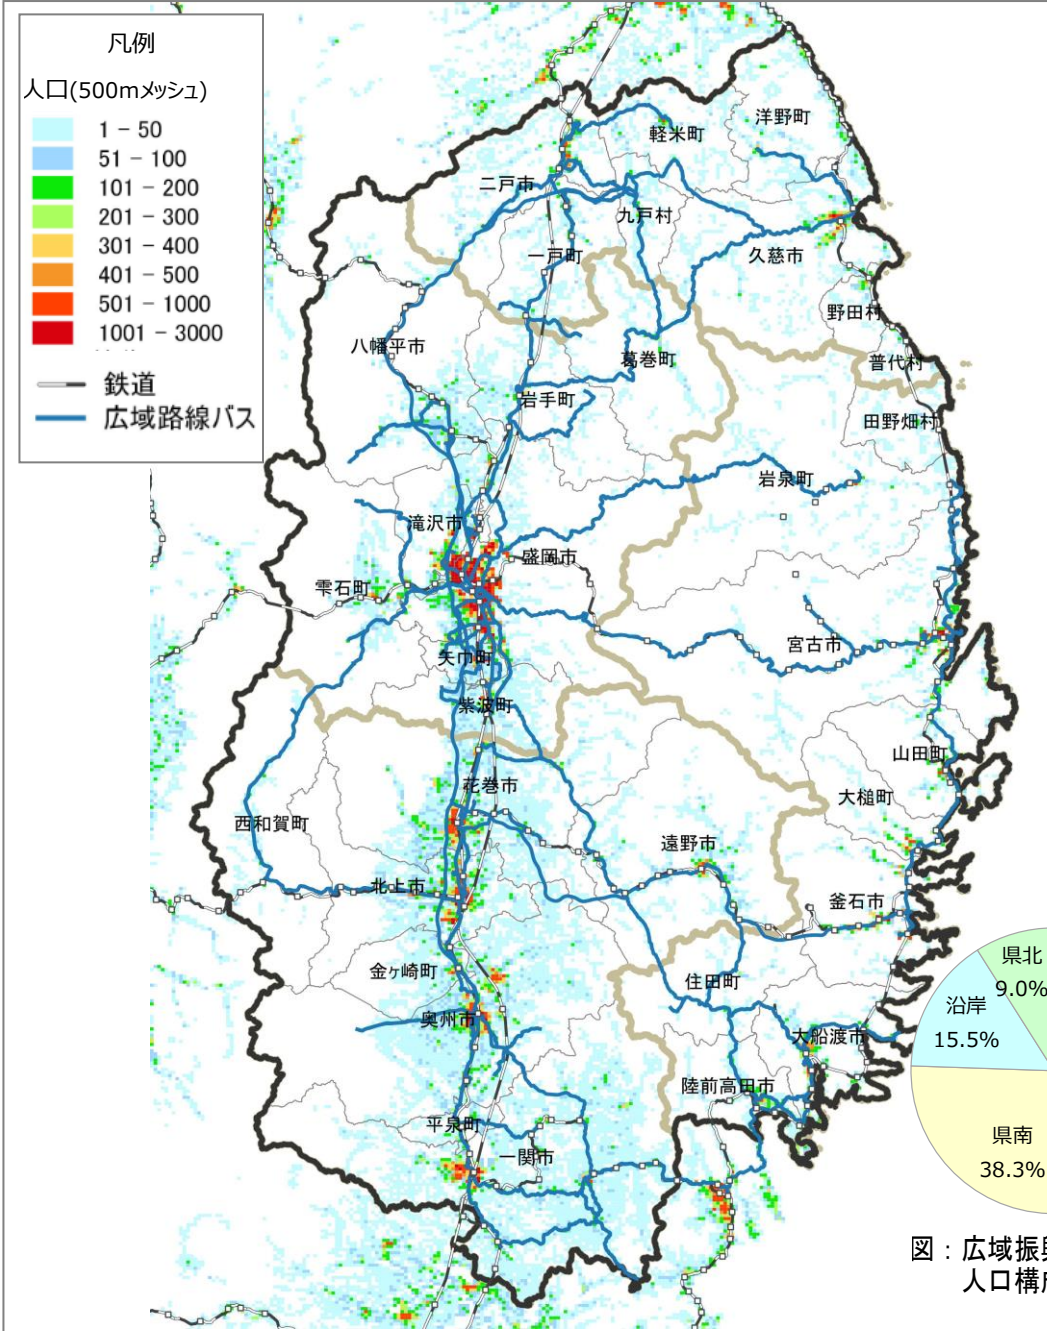 凡例
人口(500mメッシュ)
1 - 50
51 - 100
101 - 200
201 - 300
301 - 400
401 - 500
501 - 1000
1001 - 3000
鉄道
広域路線バス
洋野町
軽米町
二戸市
九戸村
一戸町
久慈市
野田村
八幡平市
葛巻町
普代村
岩手町
田野畑村
岩泉町
滝沢市
盛岡市
雫石町
宮古市
矢巾町
紫波町
山田町
花巻市
大槌町
西和賀町
遠野市
北上市
釜石市
金ケ崎町
住田町
奥州市
大船渡市
陸前高田市
平泉町
一関市
県北
9.0%
沿岸
15.5%
県南
38.3%
図：広域振
人口構